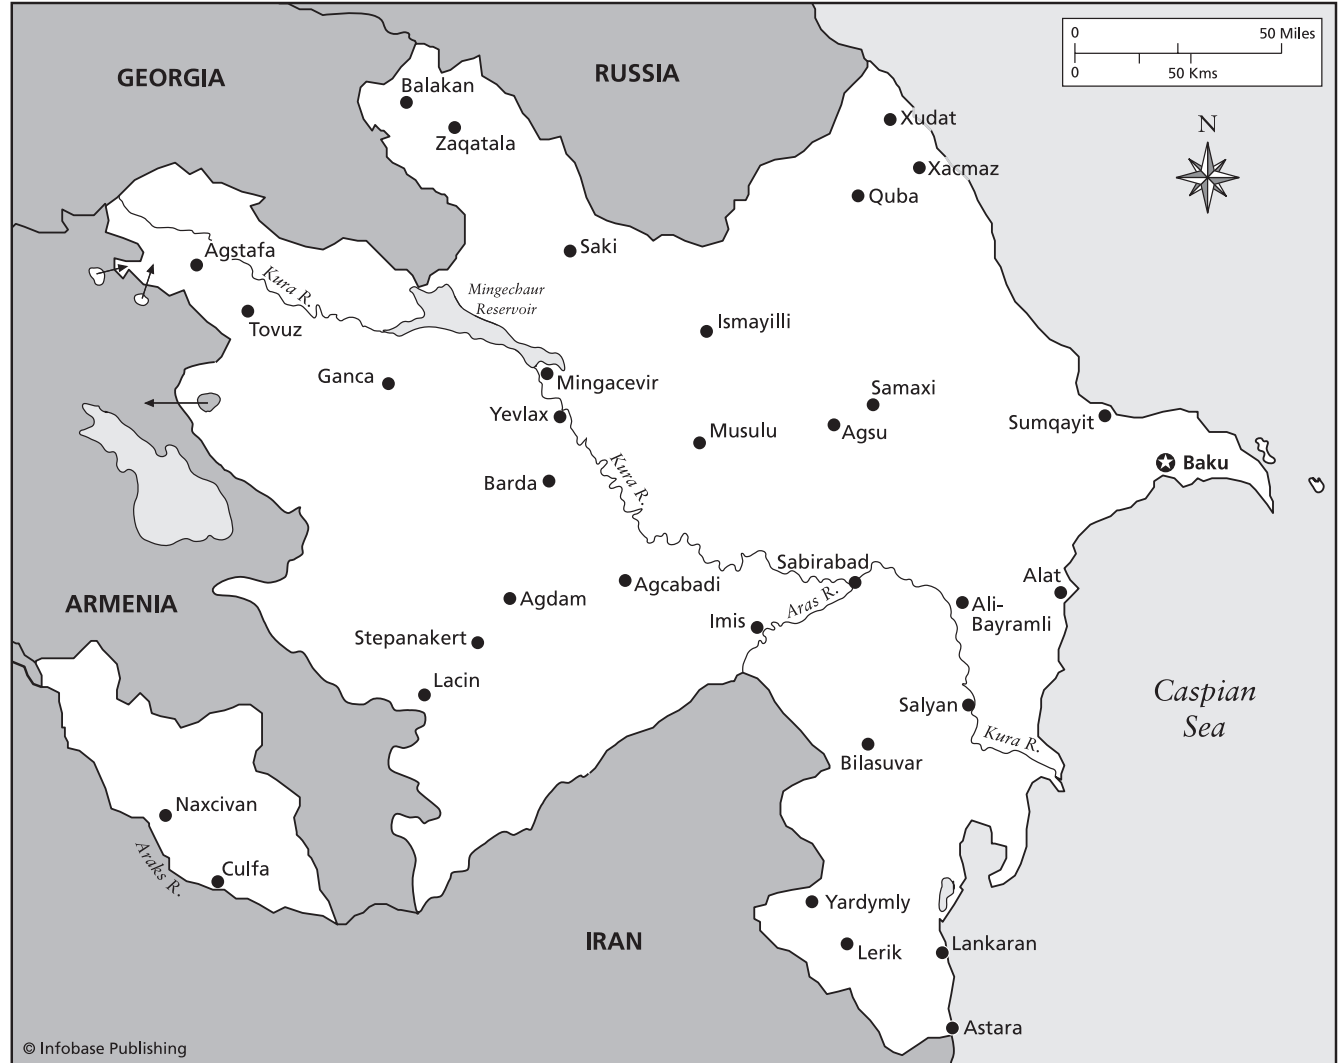 0 50 Miles
0 50 Kms
N
GEORGIA
RUSSIA
Balakan
Zaqatala
Xudat
Xacmaz
Quba
Agstafa
Saki
Kura R.
Mingechaur
Reservoir
Tovuz
Ismayilli
Ganca
Mingacevir
Samaxi
Yevlax
Musulu
Agsu
Sumqayit
Baku
Barda
Kura R.
Sabirabad
Alat
Agcabadi
Agdam
Aras R.
Ali-
Bayramli
ARMENIA
Imis
Stepanakert
Lacin
Caspian
Sea
Salyan
Kura R.
Bilasuvar
Naxcivan
Araks R.
Culfa
Yardymly
IRAN
Lerik
Lankaran
Astara
© Infobase Publishing